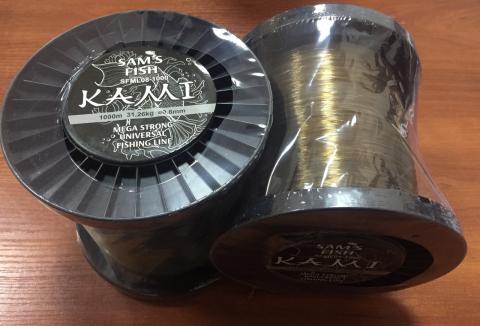 SAM'S
FISH
SFML08-1000
KAMI
1000m 31,26kg ø0.8mm
MEGA STRONG
UNIVERSAL
FISHING LINE
SAM'S
FISH
KAMI